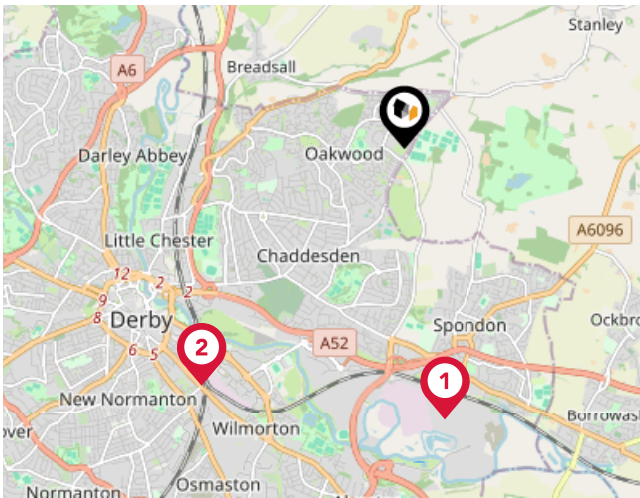 Stanley
A6
Breadsall
Darley Abbey
Oakwood
A6096
Little Chester
Chaddesden
12
2
2
9
8
Derby
Spondon
Ockbro
A52
6
5
2
1
New Normanton
Borrowas
over
Wilmorton
Osmaston
Normanton